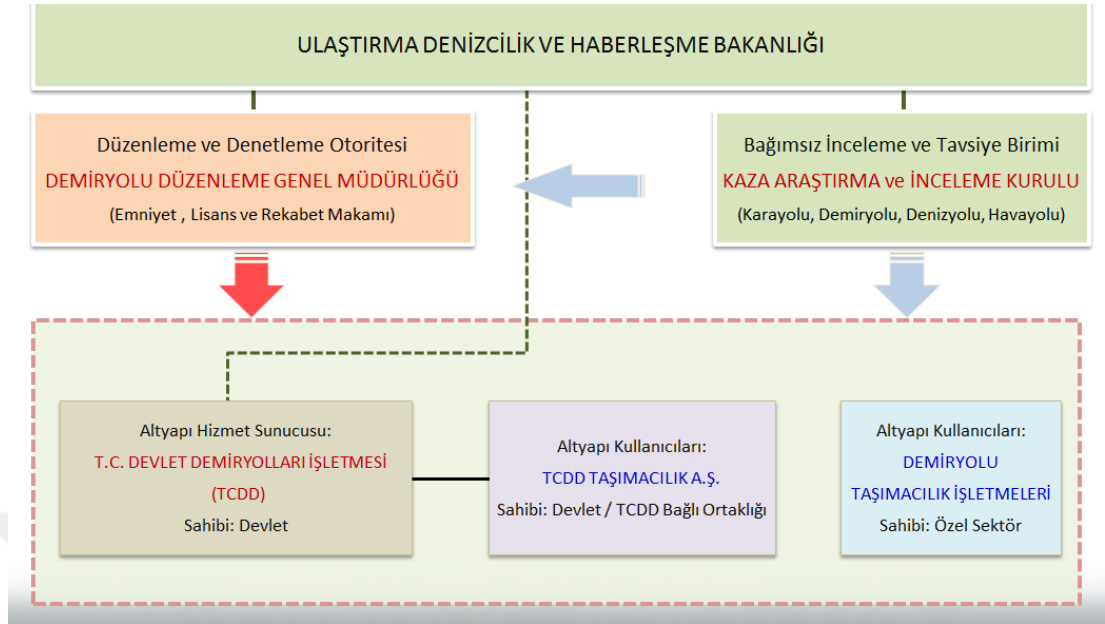 ULAŞTIRMA DENİZCİLİK VE HABERLEŞME BAKANLIĞI
Düzenleme ve Denetleme Otoritesi
DEMİRYOLU DÜZENLEME GENEL MÜDÜRLÜĞÜ
(Emniyet , Lisans ve Rekabet Makamı)
Bağımsız İnceleme ve Tavsiye Birimi
KAZA ARAŞTIRMA ve İNCELEME KURULU
(Karayolu, Demiryolu, Denizyolu, Havayolu)
Altyapı Hizmet Sunucusu:
T.C. DEVLET DEMİRYOLLARI İŞLETMESİ
(TCDD)
Sahibi: Devlet
Altyapı Kullanıcıları:
TCDD TAŞIMACILIK A.Ş.
Sahibi: Devlet / TCDD Bağlı Ortaklığı
Altyapı Kullanıcıları:
DEMİRYOLU
TAŞIMACILIK İŞLETMELERİ
Sahibi: Özel Sektör